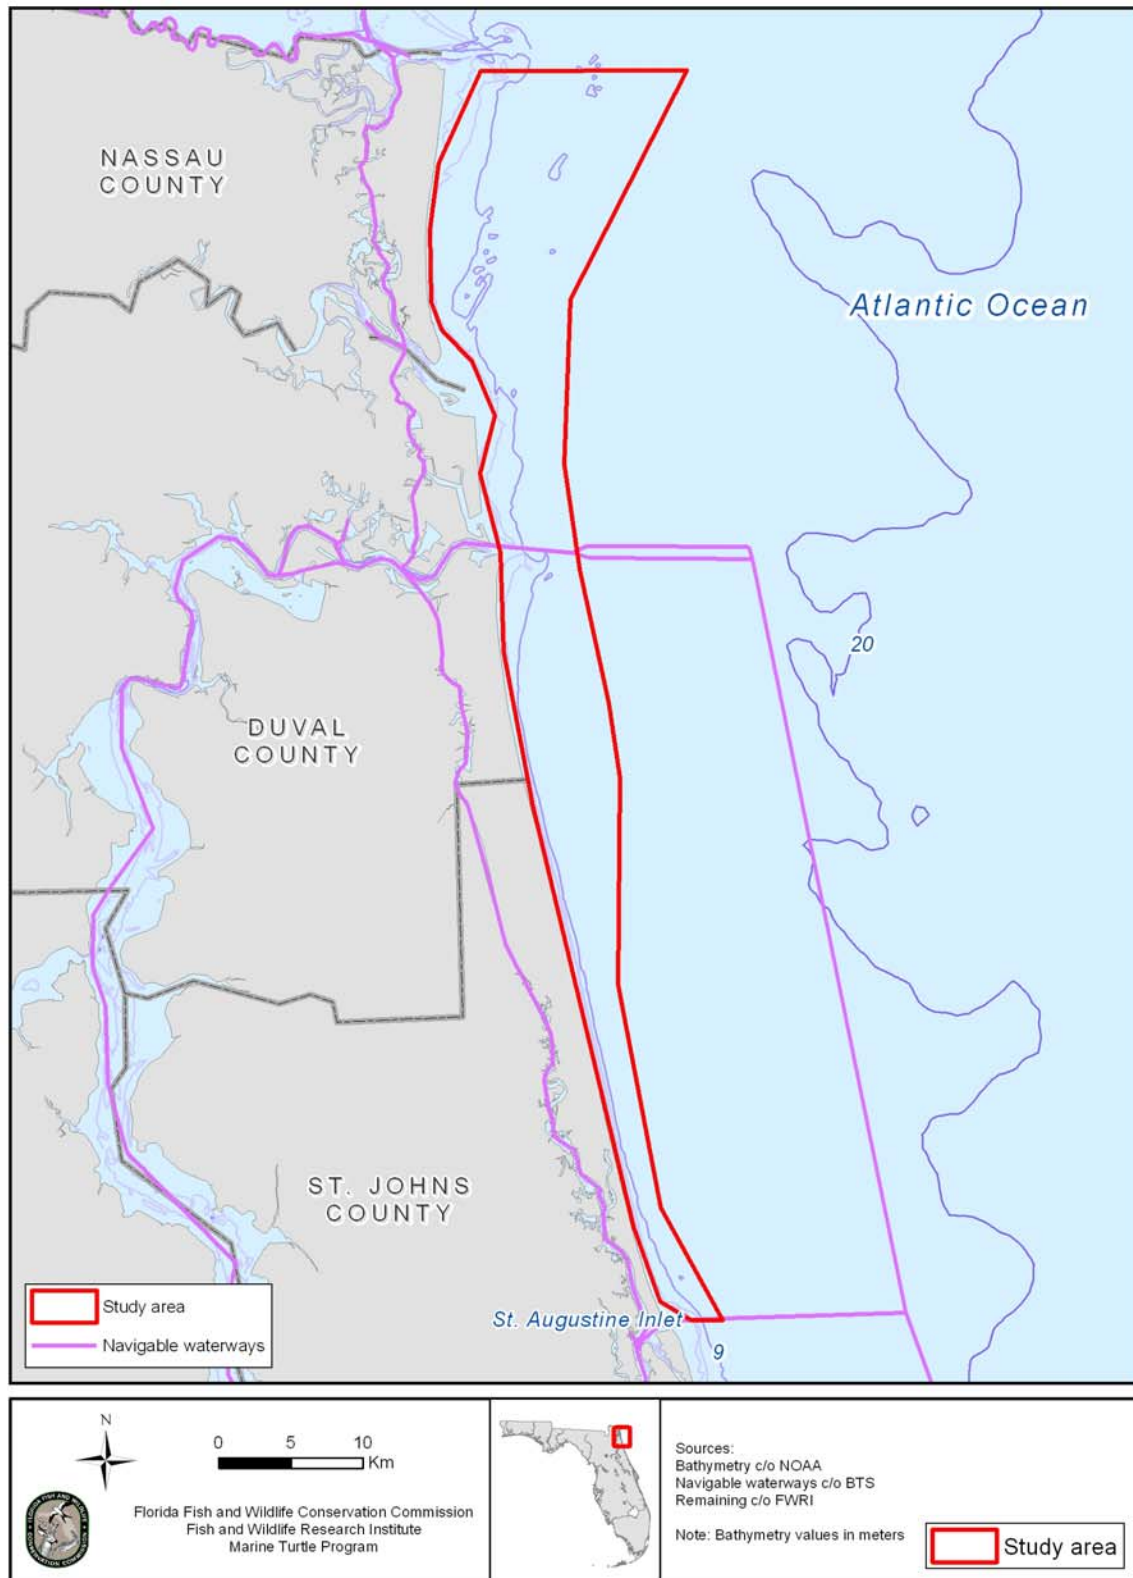 NASSAU
COUNTY
Atlantic Ocean
20
DUVAL
COUNTY
ST. JOHNS
COUNTY
St. Augustine Inlet
9
Study area
Navigable waterways
N
0 5 10
Km
Florida Fish and Wildlife Conservation Commission
Fish and Wildlife Research Institute
Marine Turtle Program
Sources:
Bathymetry c/o NOAA
Navigable waterways c/o BTS
Remaining c/o FWRI
Note: Bathymetry values in meters
Study area